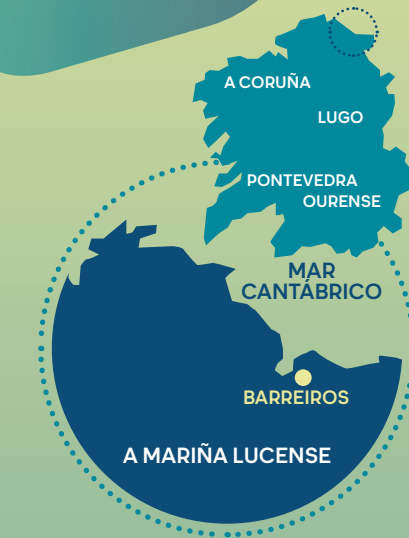 A CORUÑA
LUGO
PONTEVEDRA
OURENSE
MAR
CANTÁBRICO
BARREIROS
A MARIÑA LUCENSE